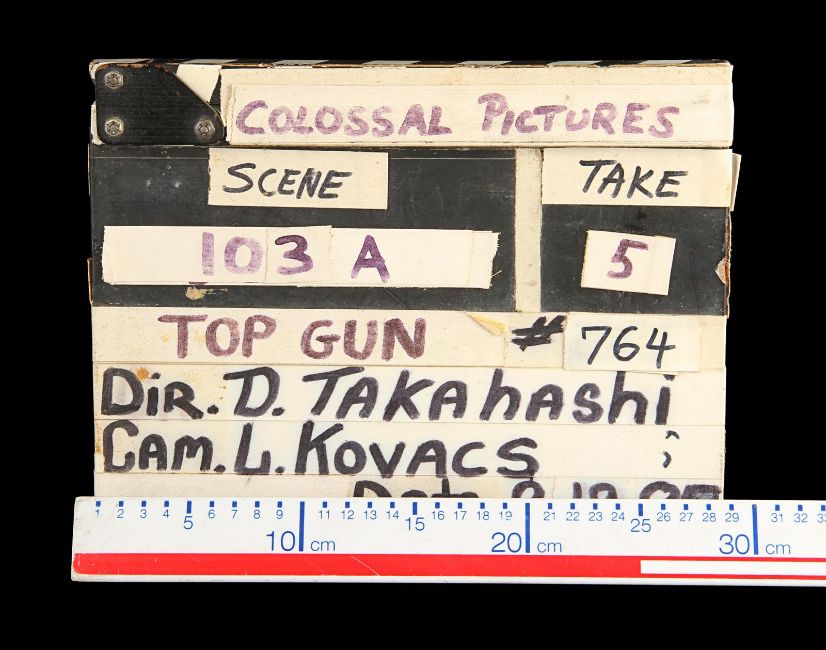 COLOSSAL PICTURES
SCENE TAKE
103 A 5
TOP GUN # 764
Dir. D. TAKAhAShi
CAM. L. KOVACS ;
1 2 3 4 5 6 7 8 9 10 cm 11 12 13 14 15 16 17 18 19 20 cm 21 22 23 24 25 26 27 28 29 30 cm 31 32